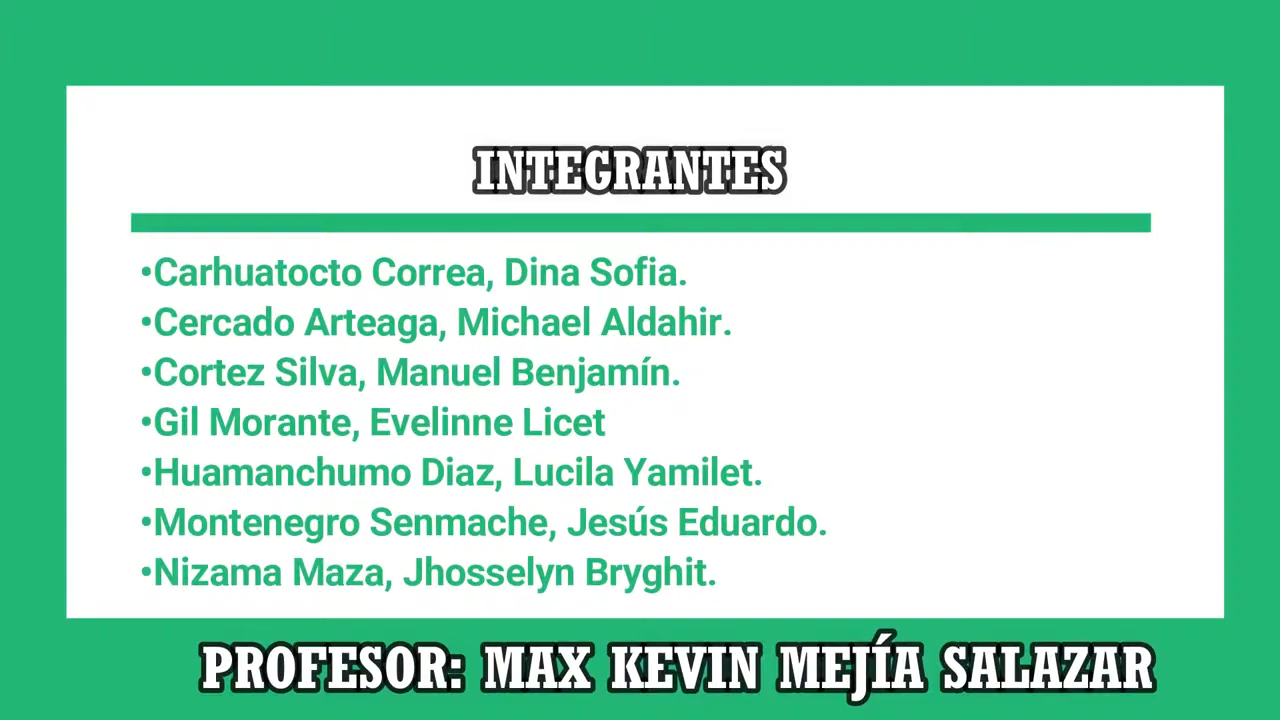 INTEGRANTES
•Carhuatocto Correa, Dina Sofia.
•Cercado Arteaga, Michael Aldahir.
•Cortez Silva, Manuel Benjamín.
•Gil Morante, Evelinne Licet
•Huamanchumo Diaz, Lucila Yamilet.
•Montenegro Senmache, Jesús Eduardo.
•Nizama Maza, Jhosselyn Bryghit.
PROFESOR: MAX KEVIN MEJÍA SALAZAR